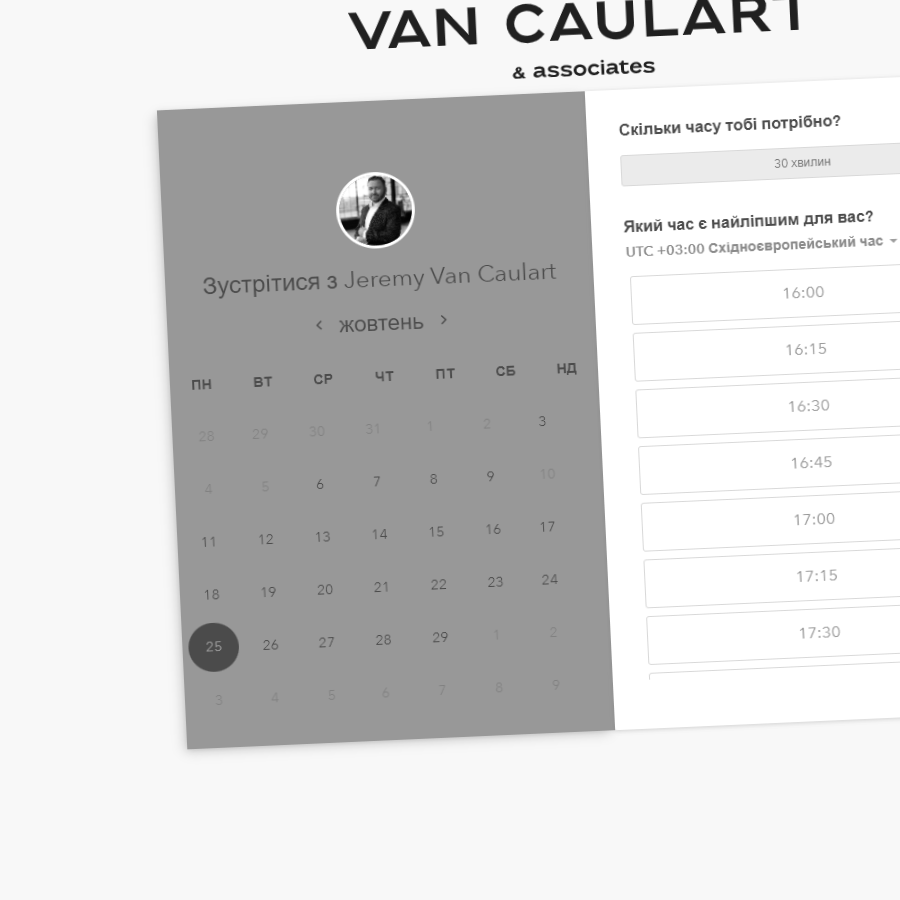 VAN CAULART
& associates
Зустрітися з Jeremy Van Caulart
жовтень
ПН ВТ СР ЧТ ПТ СБ НД
28 29 30 31 1 2 3
4 5 6 7 8 9 10
11 12 13 14 15 16 17
18 19 20 21 22 23 24
25 26 27 28 29 1 2
3 4 5 6 7 8 9
Скільки часу тобі потрібно?
30 хвилин
Який час є найліпшим для вас?
UTC +03:00 Східноєвропейський час
16:00
16:15
16:30
16:45
17:00
17:15
17:30